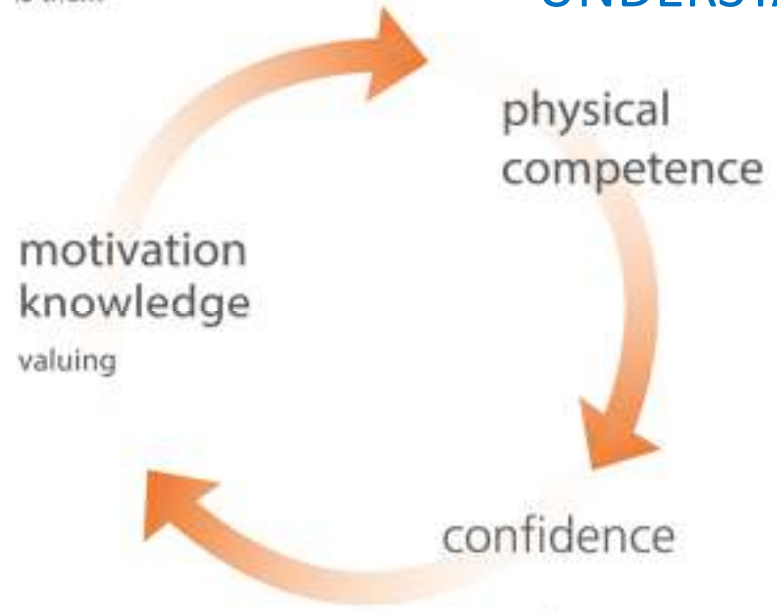 physical
competence
motivation
knowledge
valuing
confidence